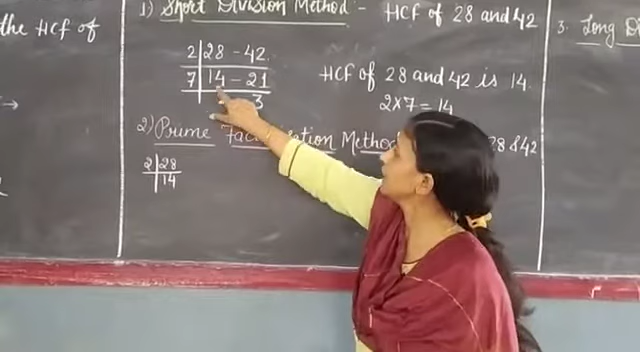 the HCF of
1) Short Division Method :- HCF of 28 and 42
2 | 28 - 42
7 | 14 - 21
3
HCF of 28 and 42 is 14.
2×7 = 14
2) Prime Factorization Method 28 & 42
2 | 28
14
3. Long